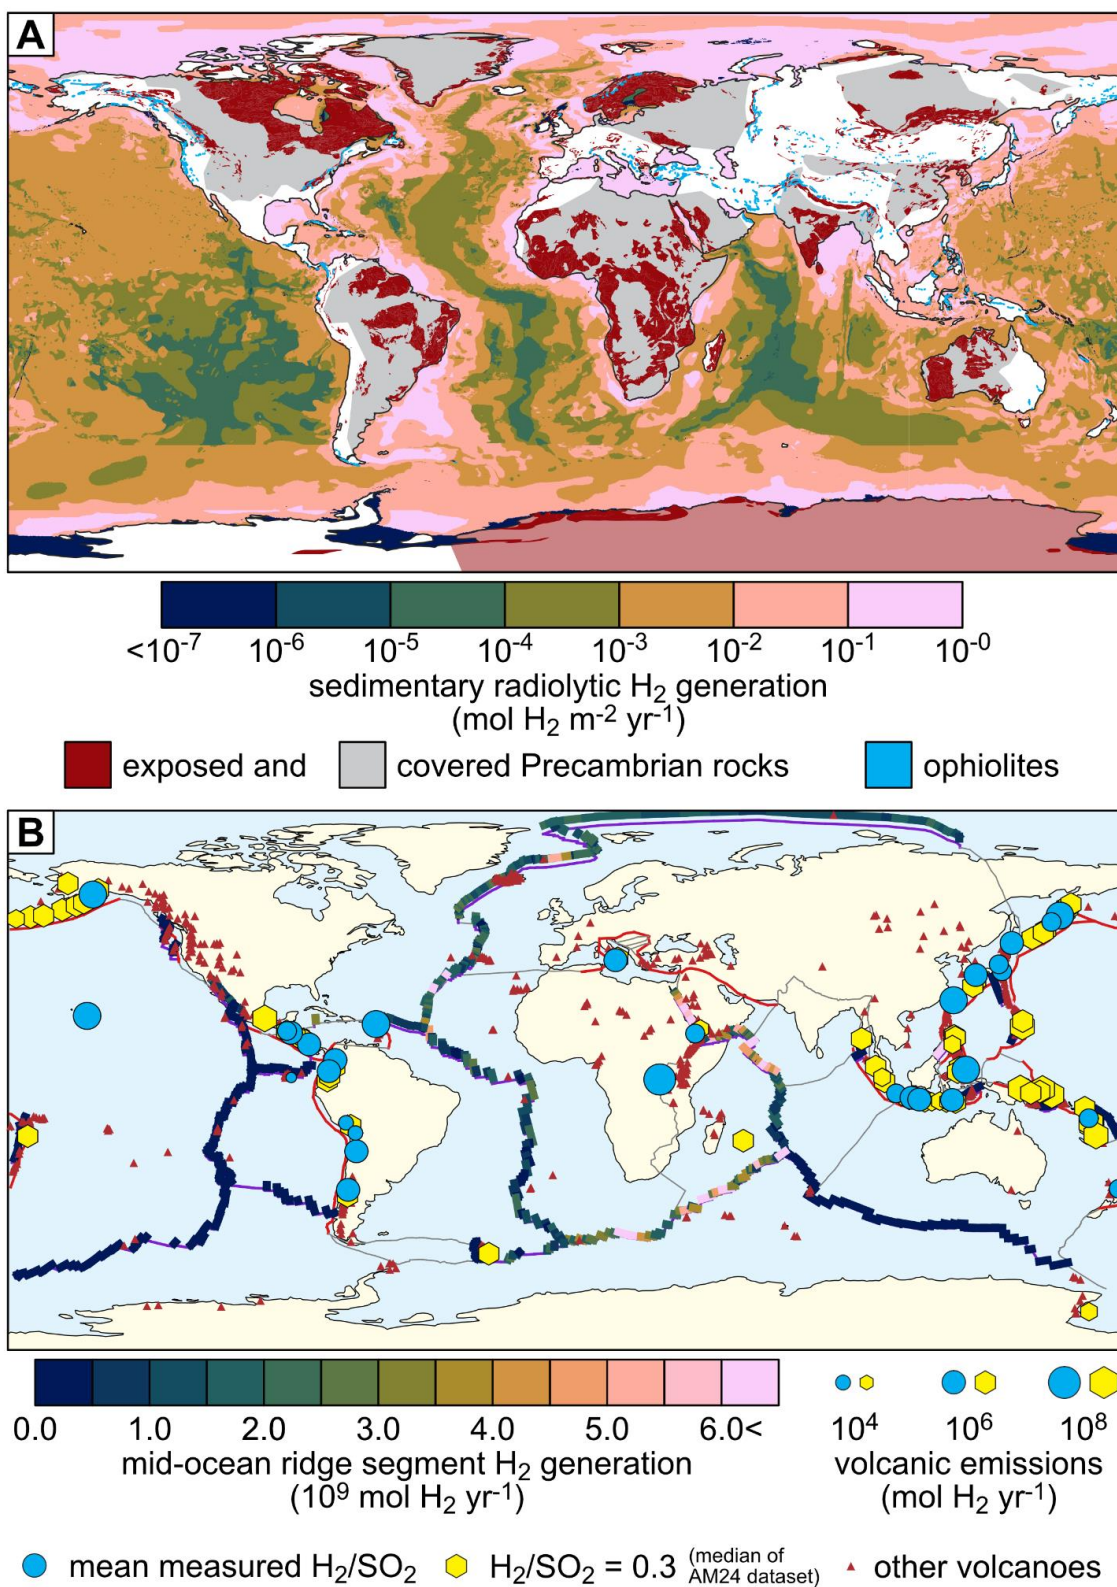 A
<10⁻⁷ 10⁻⁶ 10⁻⁵ 10⁻⁴ 10⁻³ 10⁻² 10⁻¹ 10⁻⁰
sedimentary radiolytic H₂ generation
(mol H₂ m⁻² yr⁻¹)
exposed and covered Precambrian rocks ophiolites
B
0.0 1.0 2.0 3.0 4.0 5.0 6.0<
mid-ocean ridge segment H₂ generation
(10⁹ mol H₂ yr⁻¹)
10⁴ 10⁶ 10⁸
volcanic emissions
(mol H₂ yr⁻¹)
mean measured H₂/SO₂ H₂/SO₂ = 0.3 (median of
AM24 dataset) other volcanoes